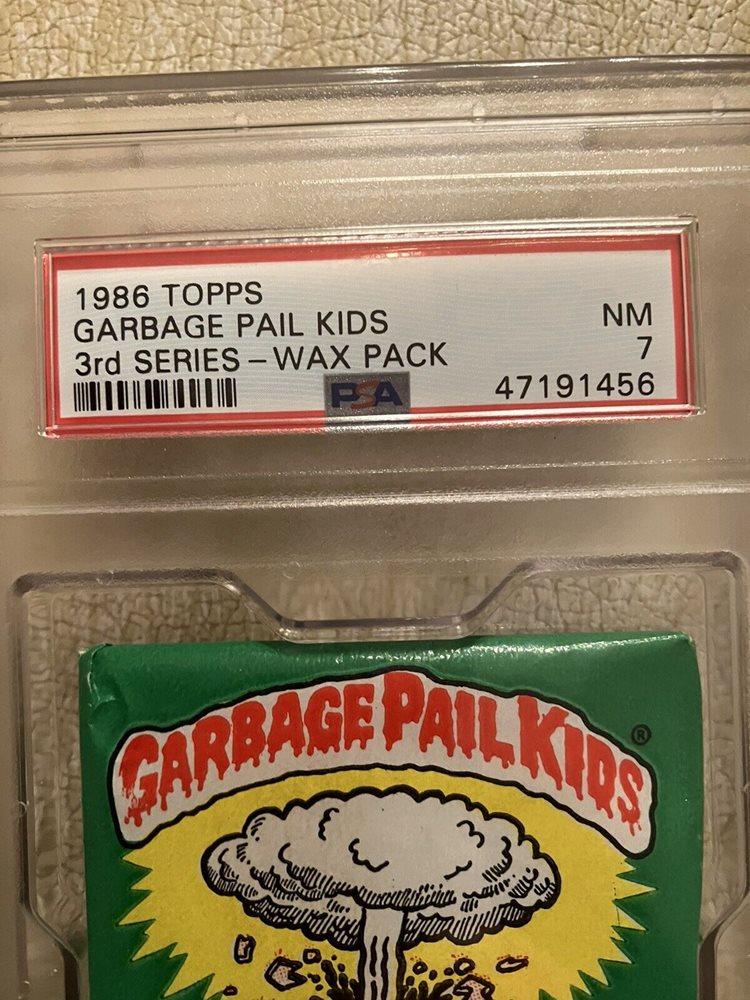 1986 TOPPS
GARBAGE PAIL KIDS
3rd SERIES – WAX PACK
NM
7
47191456
PSA
GARBAGE PAIL KIDS ®